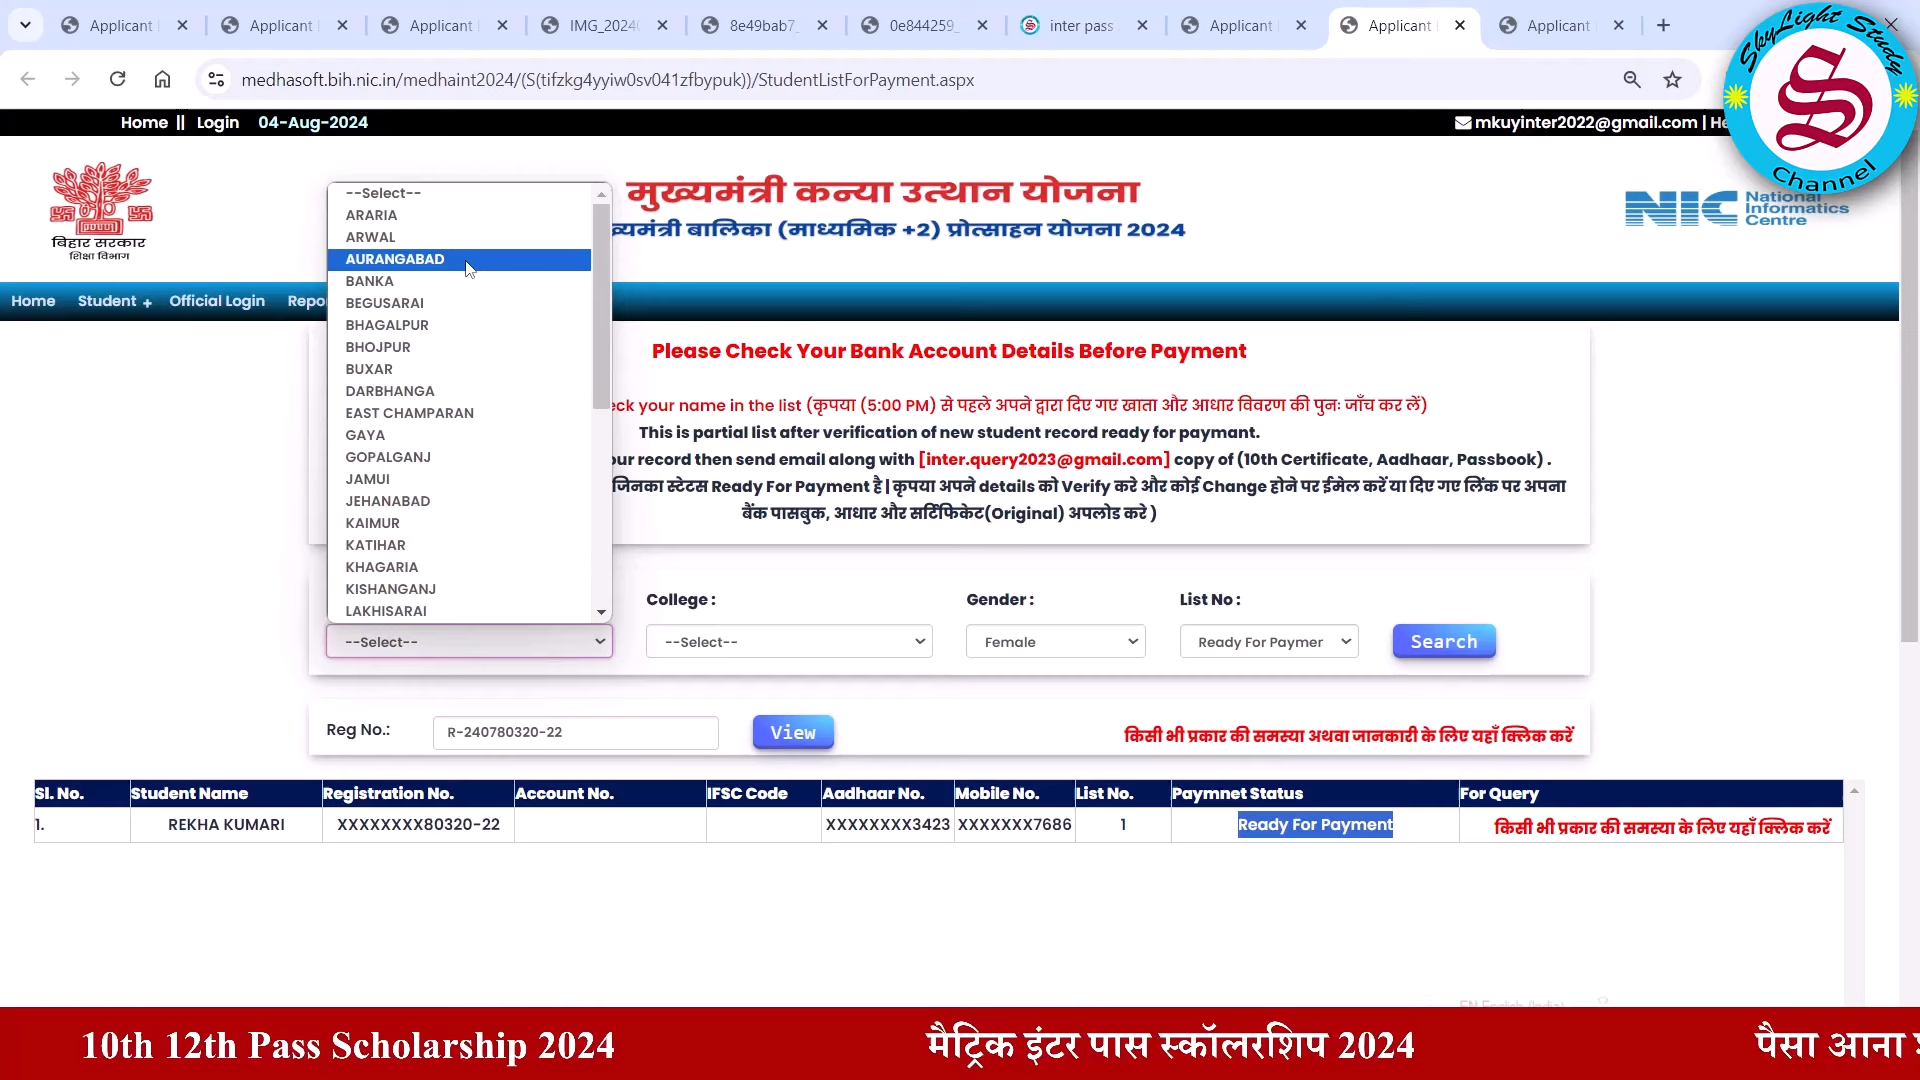 Applicant
Applicant
Applicant
IMG_2024
8e49bab7_
0e844259_
inter pass
Applicant
Applicant
Applicant
medhasoft.bih.nic.in/medhaint2024/(S(tifzkg4yyiw0sv041zfbypuk))/StudentListForPayment.aspx
SkyLight Study
S
Channel
Home || Login 04-Aug-2024
mkuyinter2022@gmail.com | He
बिहार सरकार
शिक्षा विभाग
मुख्यमंत्री कन्या उत्थान योजना
ख्यमंत्री बालिका (माध्यमिक +2) प्रोत्साहन योजना 2024
NIC National
Informatics
Centre
Home Student + Official Login Repo
--Select--
ARARIA
ARWAL
AURANGABAD
BANKA
BEGUSARAI
BHAGALPUR
BHOJPUR
BUXAR
DARBHANGA
EAST CHAMPARAN
GAYA
GOPALGANJ
JAMUI
JEHANABAD
KAIMUR
KATIHAR
KHAGARIA
KISHANGANJ
LAKHISARAI
Please Check Your Bank Account Details Before Payment
eck your name in the list (कृपया (5:00 PM) से पहले अपने द्वारा दिए गए खाता और आधार विवरण की पुनः जाँच कर लें)
This is partial list after verification of new student record ready for paymant.
our record then send email along with [inter.query2023@gmail.com] copy of (10th Certificate, Aadhaar, Passbook) .
जिनका स्टेटस Ready For Payment है | कृपया अपने details को Verify करे और कोई Change होने पर ईमेल करें या दिए गए लिंक पर अपना
बैंक पासबुक, आधार और सर्टिफिकेट(Original) अपलोड करे )
College : Gender : List No :
--Select-- --Select-- Female Ready For Paymer Search
Reg No.: R-240780320-22 View किसी भी प्रकार की समस्या अथवा जानकारी के लिए यहाँ क्लिक करें
Sl. No. Student Name Registration No. Account No. IFSC Code Aadhaar No. Mobile No. List No. Paymnet Status For Query
1. REKHA KUMARI XXXXXXXX80320-22 XXXXXXXX3423 XXXXXXX7686 1 Ready For Payment किसी भी प्रकार की समस्या के लिए यहाँ क्लिक करें
EN English (India)
10th 12th Pass Scholarship 2024 मैट्रिक इंटर पास स्कॉलरशिप 2024 पैसा आना